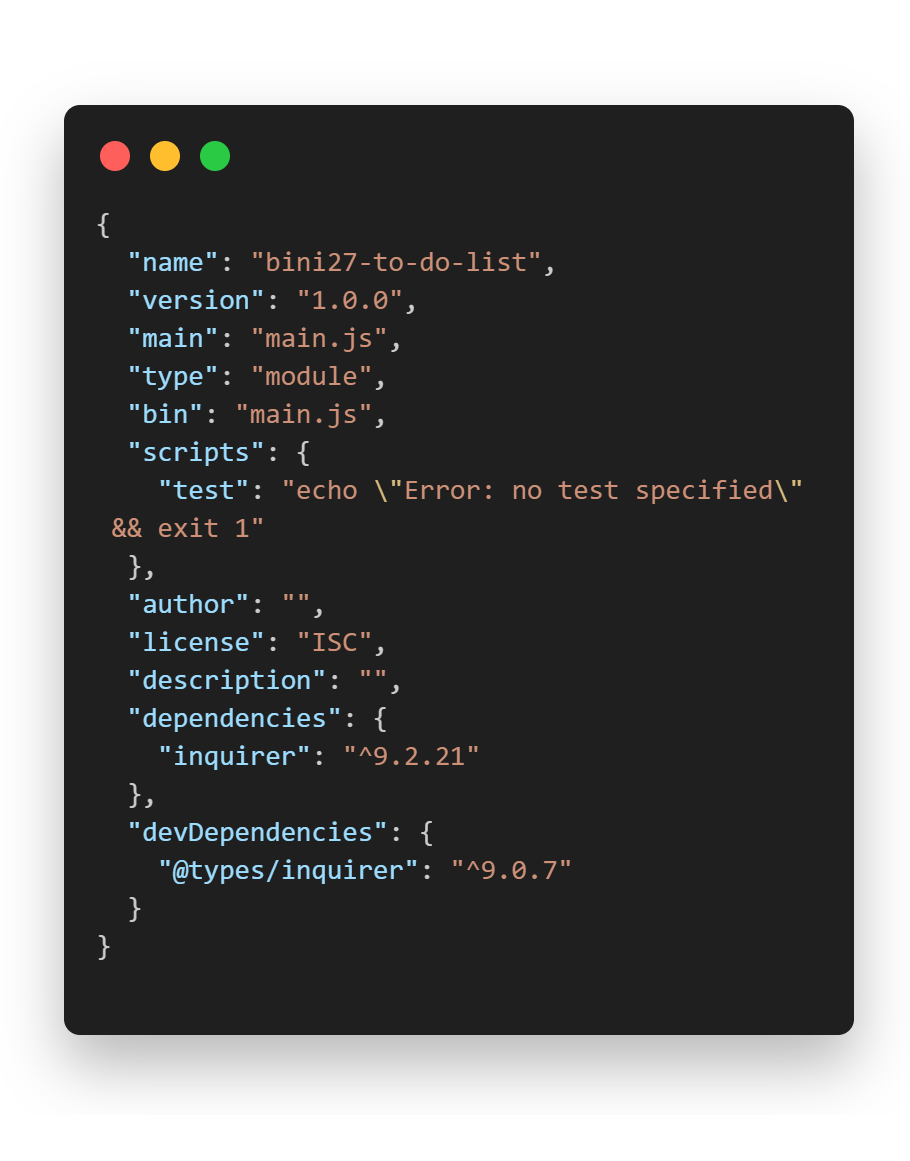 {
  "name": "bini27-to-do-list",
  "version": "1.0.0",
  "main": "main.js",
  "type": "module",
  "bin": "main.js",
  "scripts": {
    "test": "echo \"Error: no test specified\"
 && exit 1"
  },
  "author": "",
  "license": "ISC",
  "description": "",
  "dependencies": {
    "inquirer": "^9.2.21"
  },
  "devDependencies": {
    "@types/inquirer": "^9.0.7"
  }
}